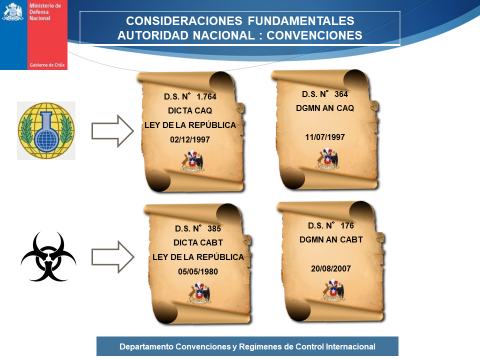 Ministerio de
Defensa
Nacional
Gobierno de Chile
CONSIDERACIONES FUNDAMENTALES
AUTORIDAD NACIONAL : CONVENCIONES
D.S. N° 1.764
DICTA CAQ
LEY DE LA REPÚBLICA
02/12/1997
D.S. N° 364
DGMN AN CAQ
11/07/1997
D.S. N° 385
DICTA CABT
LEY DE LA REPÚBLICA
05/05/1980
D.S. N° 176
DGMN AN CABT
20/08/2007
Departamento Convenciones y Regimenes de Control Internacional